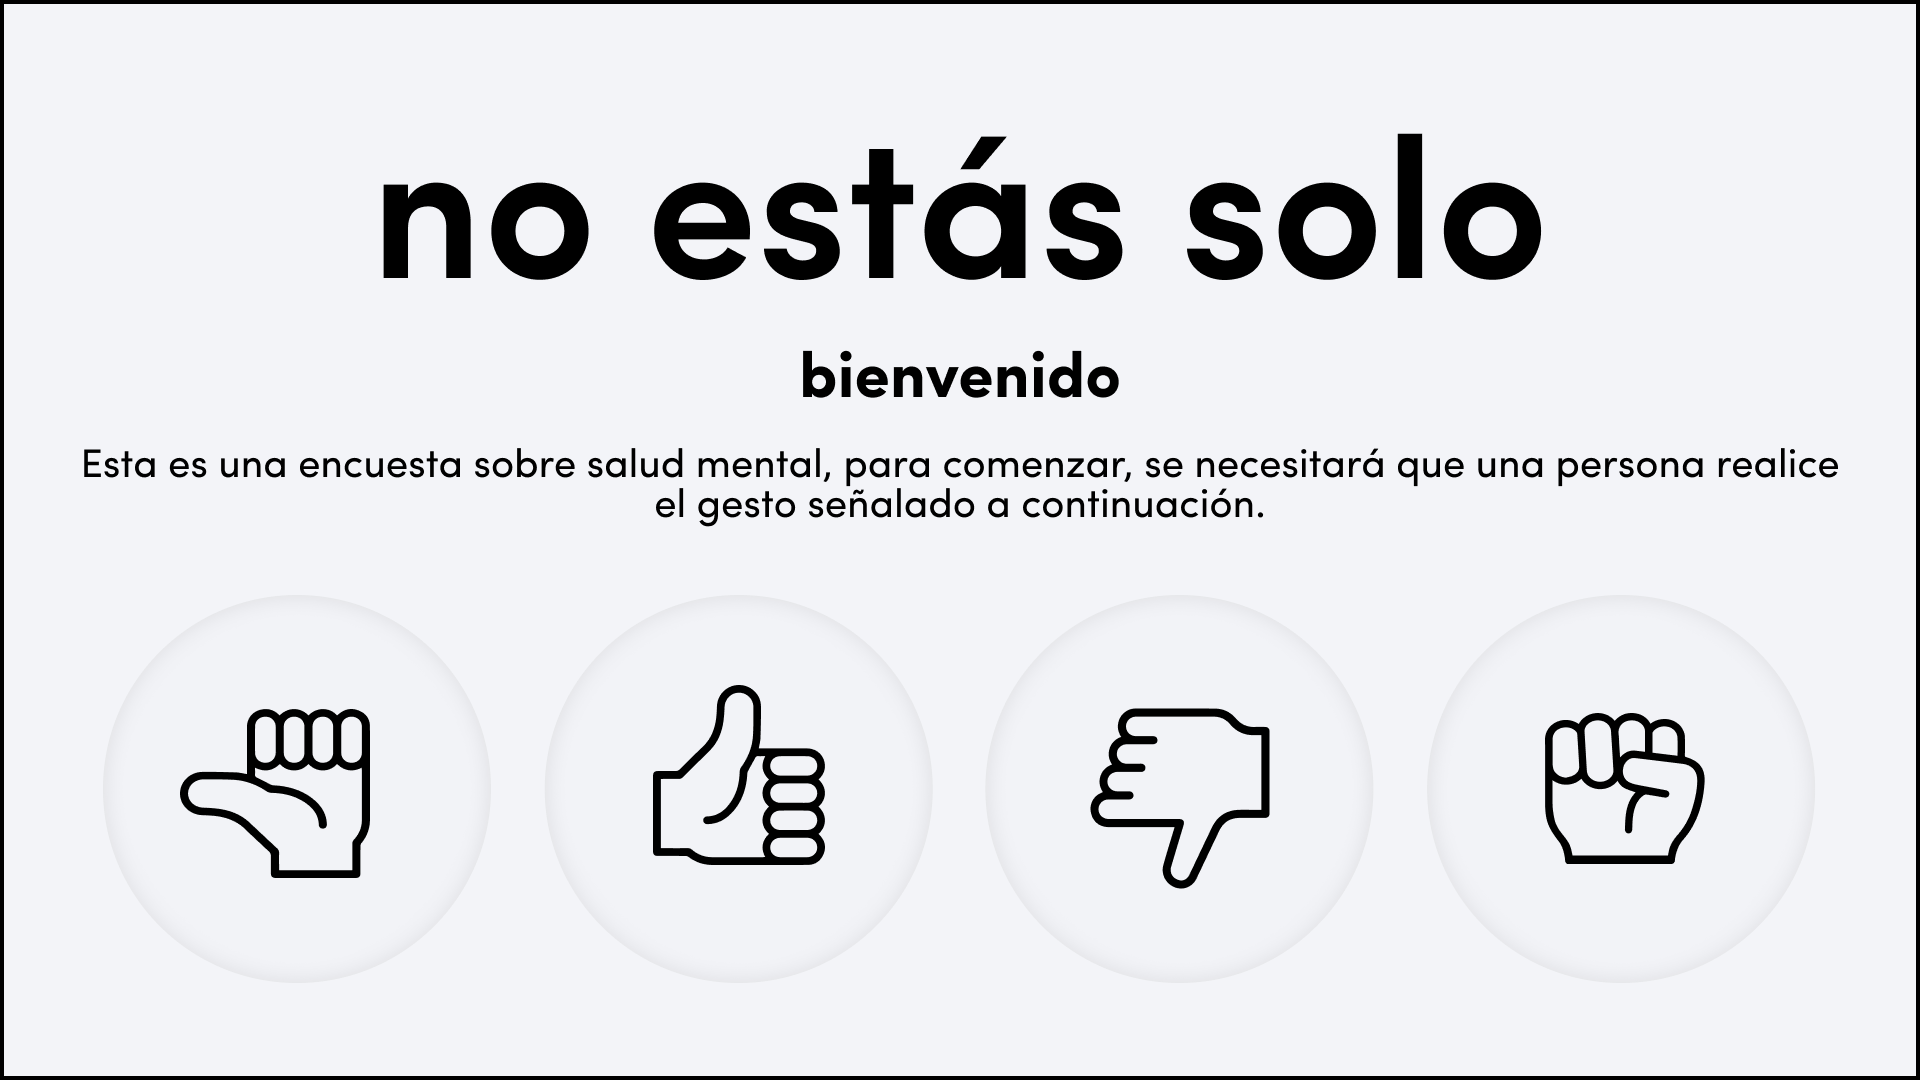 no estás solo
bienvenido
Esta es una encuesta sobre salud mental, para comenzar, se necesitará que una persona realice
el gesto señalado a continuación.